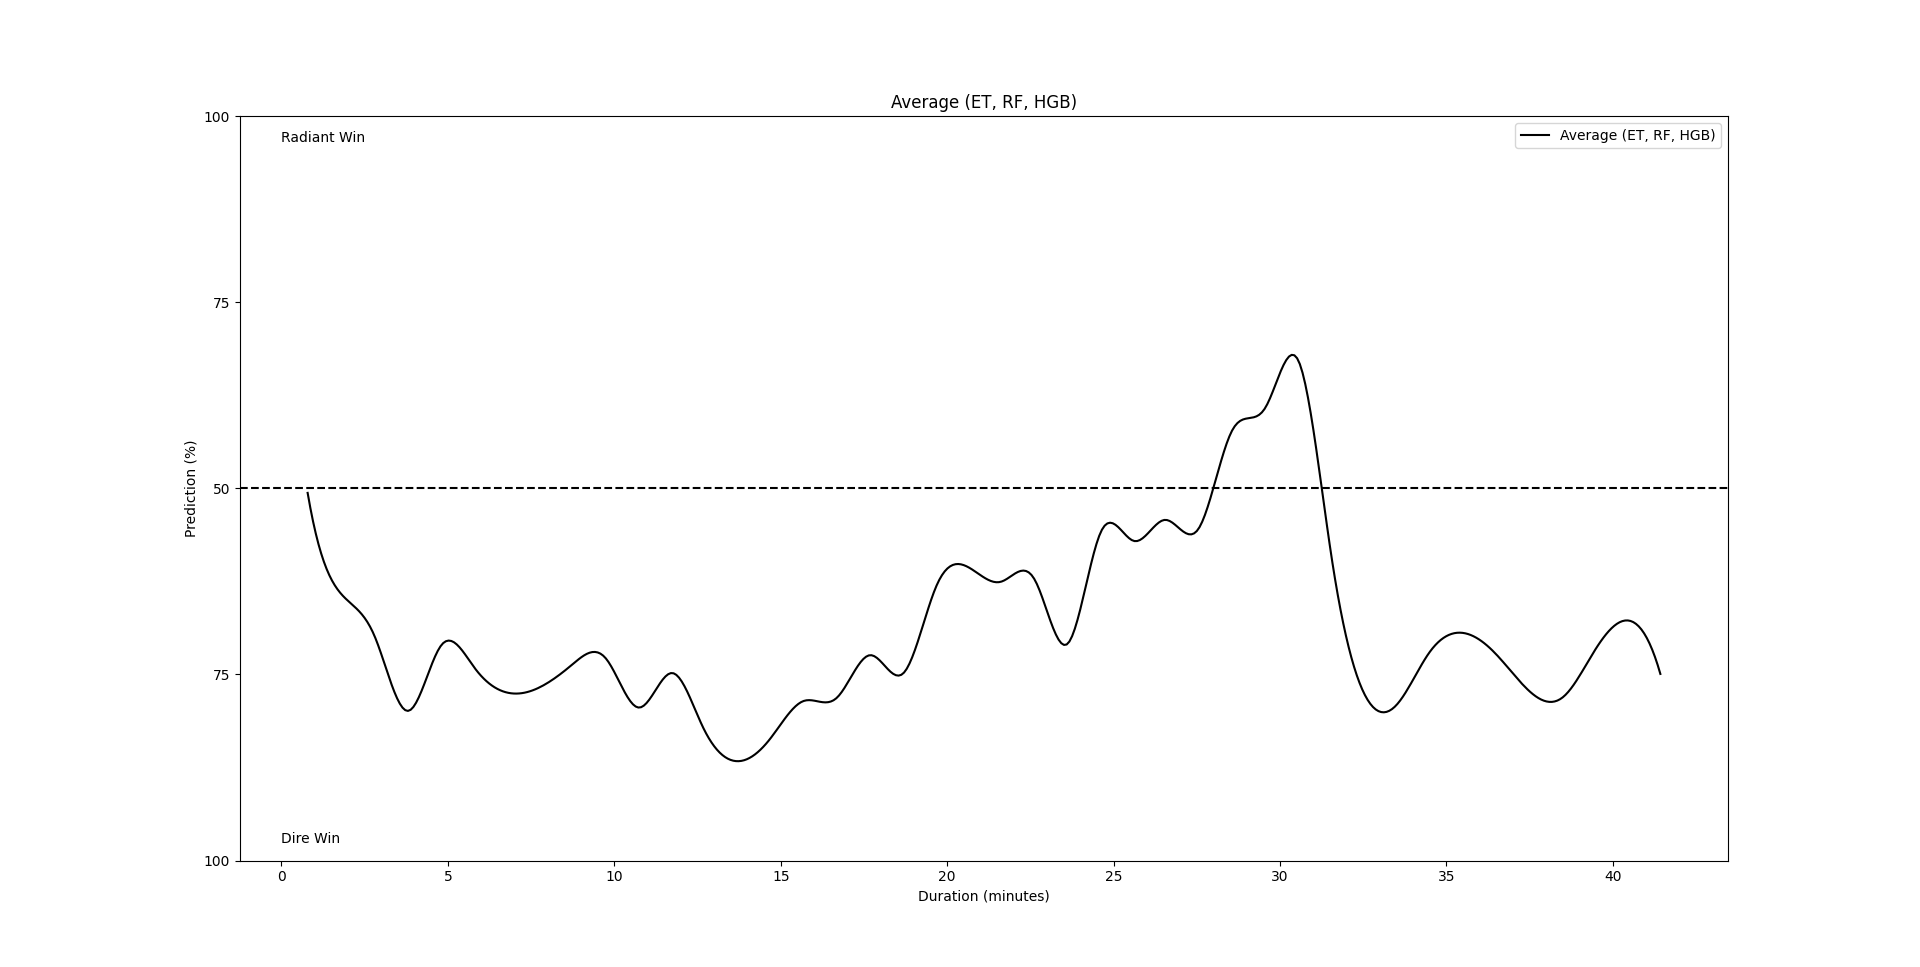 Average (ET, RF, HGB)
100
Radiant Win
Average (ET, RF, HGB)
75
Prediction (%)
50
75
Dire Win
100
0 5 10 15 20 25 30 35 40
Duration (minutes)